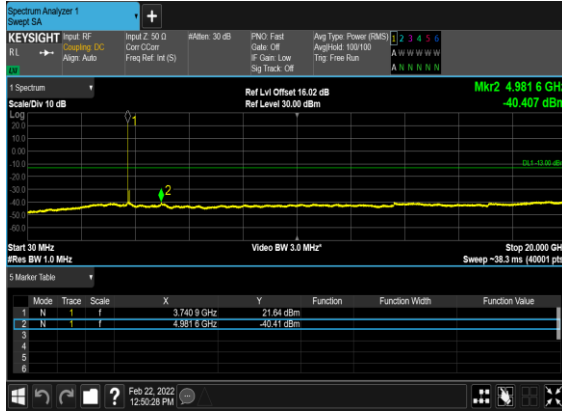 Spectrum Analyzer 1
Swept SA
+
KEYSIGHT Input: RF Input Z: 50 Ω #Atten: 30 dB PNO: Fast Avg Type: Power (RMS) 1 2 3 4 5 6
RL Coupling: DC Corr CCorr Gate: Off Avg|Hold: 100/100 A W W W W W
Align: Auto Freq Ref: Int (S) IF Gain: Low Trig: Free Run
Sig Track: Off A N N N N N
1 Spectrum Ref Lvl Offset 16.02 dB Mkr2 4.981 6 GHz
Scale/Div 10 dB Ref Level 30.00 dBm -40.407 dBm
Log
20.0
10.0
0.00
-10.0
DL1 -13.00 dBm
-20.0
-30.0
-40.0
-50.0
-60.0
1
2
Start 30 MHz Video BW 3.0 MHz* Stop 20.000 GHz
#Res BW 1.0 MHz Sweep ~38.3 ms (40001 pts)
5 Marker Table
Mode Trace Scale X Y Function Function Width Function Value
1 N 1 f 3.740 9 GHz 21.64 dBm
2 N 1 f 4.981 6 GHz -40.41 dBm
3
4
5
6
? Feb 22, 2022
12:50:28 PM